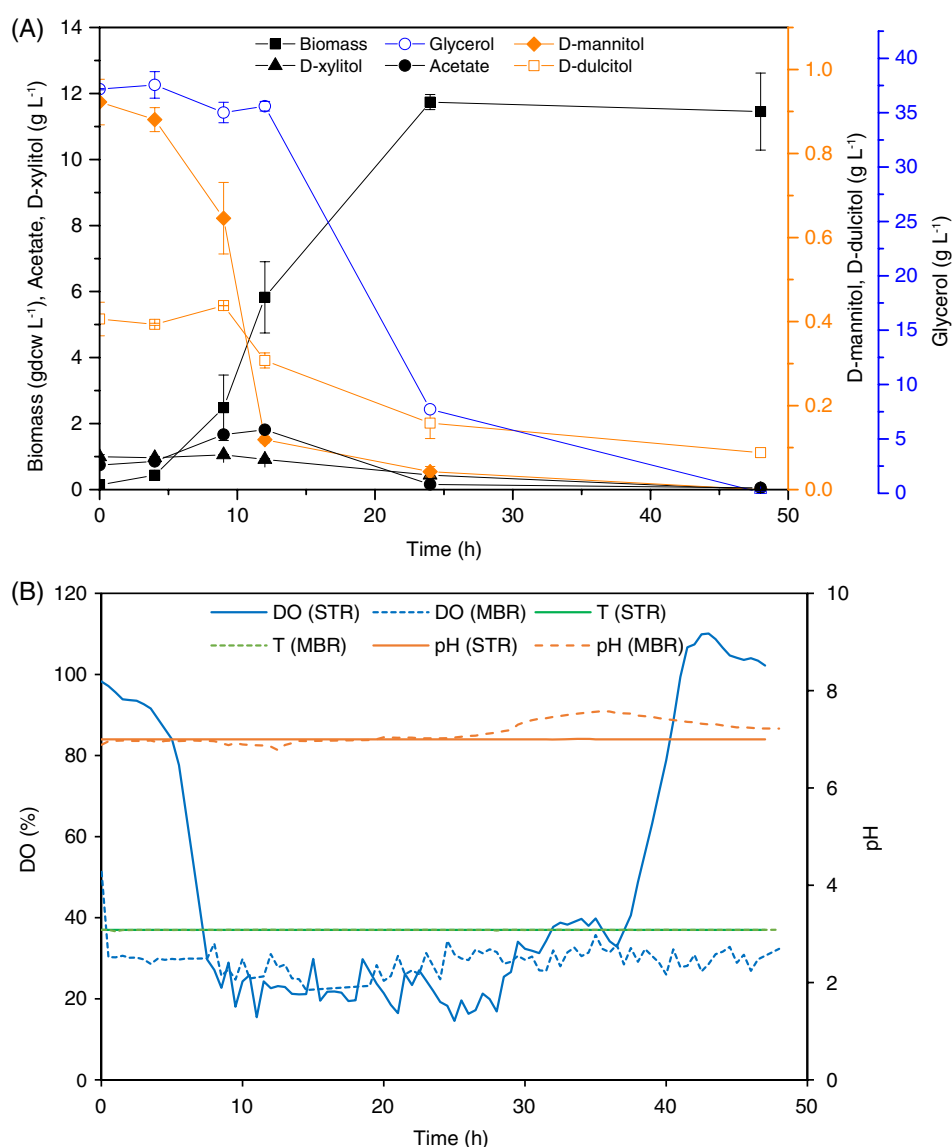 (A)
Biomass Glycerol D-mannitol
D-xylitol Acetate D-dulcitol
Biomass (gdcw L⁻¹), Acetate, D-xylitol (g L⁻¹)
14
12
10
8
6
4
2
0
0 10 20 30 40 50
Time (h)
1.0
0.8
0.6
0.4
0.2
0.0
D-mannitol, D-dulcitol (g L⁻¹)
40
35
30
25
20
15
10
5
0
Glycerol (g L⁻¹)
(B)
DO (STR) DO (MBR) T (STR)
T (MBR) pH (STR) pH (MBR)
DO (%)
120
100
80
60
40
20
0
0 10 20 30 40 50
Time (h)
10
8
6
4
2
0
pH